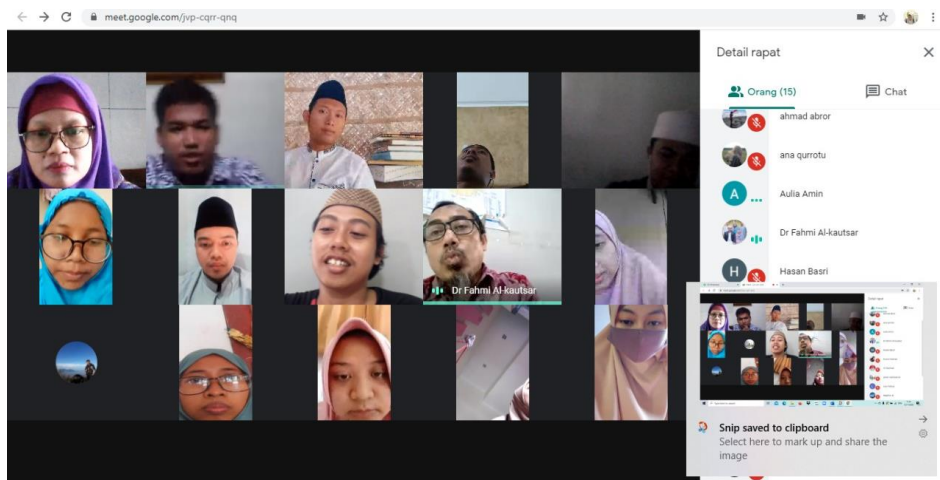 meet.google.com/jvp-cqrr-qnq
Detail rapat
Orang (15)
Chat
ahmad abror
ana qurrotu
Aulia Amin
Dr Fahmi Al-kautsar
Hasan Basri
Dr Fahmi Al-kautsar
A
H
Snip saved to clipboard
Select here to mark up and share the
image